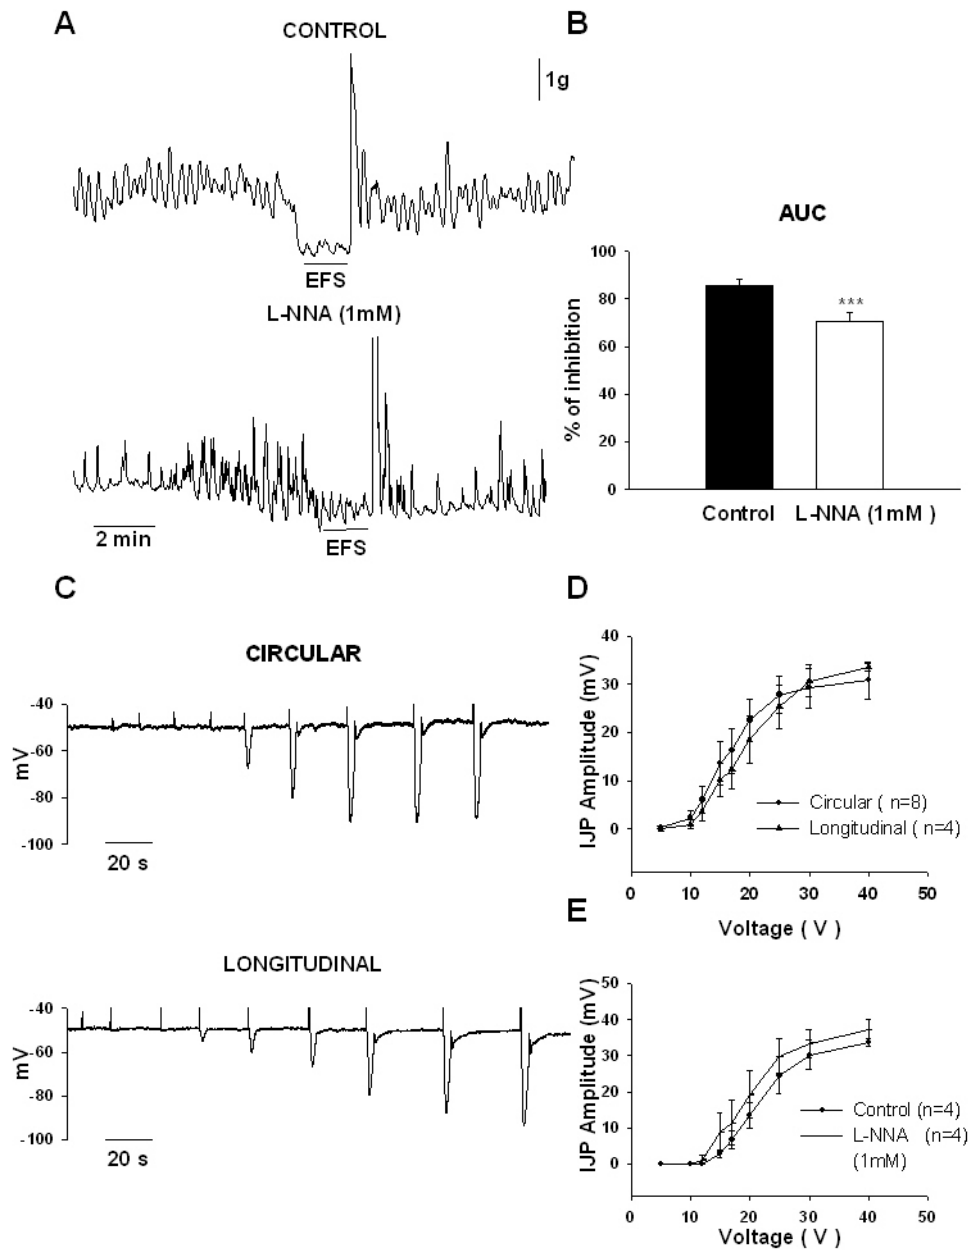 A
CONTROL
1g
EFS
L-NNA (1mM)
2 min
EFS
B
AUC
% of inhibition
100
80
60
40
20
0
***
Control
L-NNA (1mM )
C
CIRCULAR
mV
-40
-60
-80
-100
20 s
LONGITUDINAL
mV
-40
-60
-80
-100
20 s
D
IJP Amplitude (mV)
40
30
20
10
0
Circular ( n=8)
Longitudinal ( n=4)
0 10 20 30 40 50
Voltage ( V )
E
IJP Amplitude (mV)
50
40
30
20
10
0
Control (n=4)
L-NNA (n=4)
(1mM)
0 10 20 30 40 50
Voltage ( V )